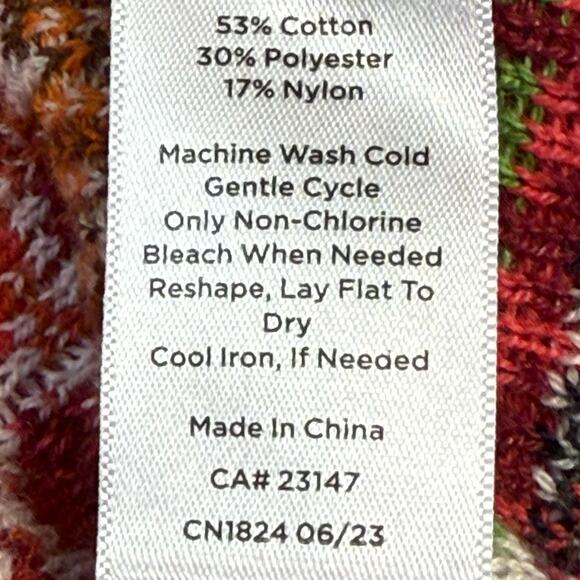 53% Cotton
30% Polyester
17% Nylon
Machine Wash Cold
Gentle Cycle
Only Non-Chlorine
Bleach When Needed
Reshape, Lay Flat To
Dry
Cool Iron, If Needed
Made In China
CA# 23147
CN1824 06/23